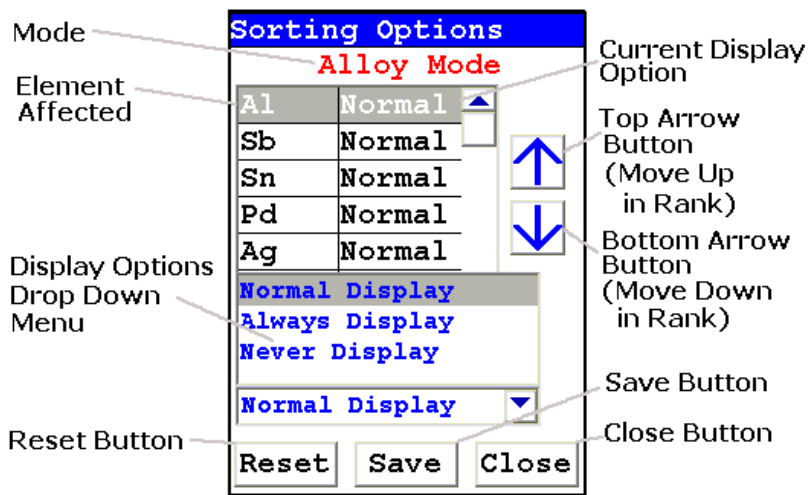 Sorting Options
Alloy Mode
Al Normal
Sb Normal
Sn Normal
Pd Normal
Ag Normal
Normal Display
Always Display
Never Display
Normal Display
Reset Save Close
Mode
Element
Affected
Display Options
Drop Down
Menu
Reset Button
Current Display
Option
Top Arrow
Button
(Move Up
in Rank)
Bottom Arrow
Button
(Move Down
in Rank)
Save Button
Close Button